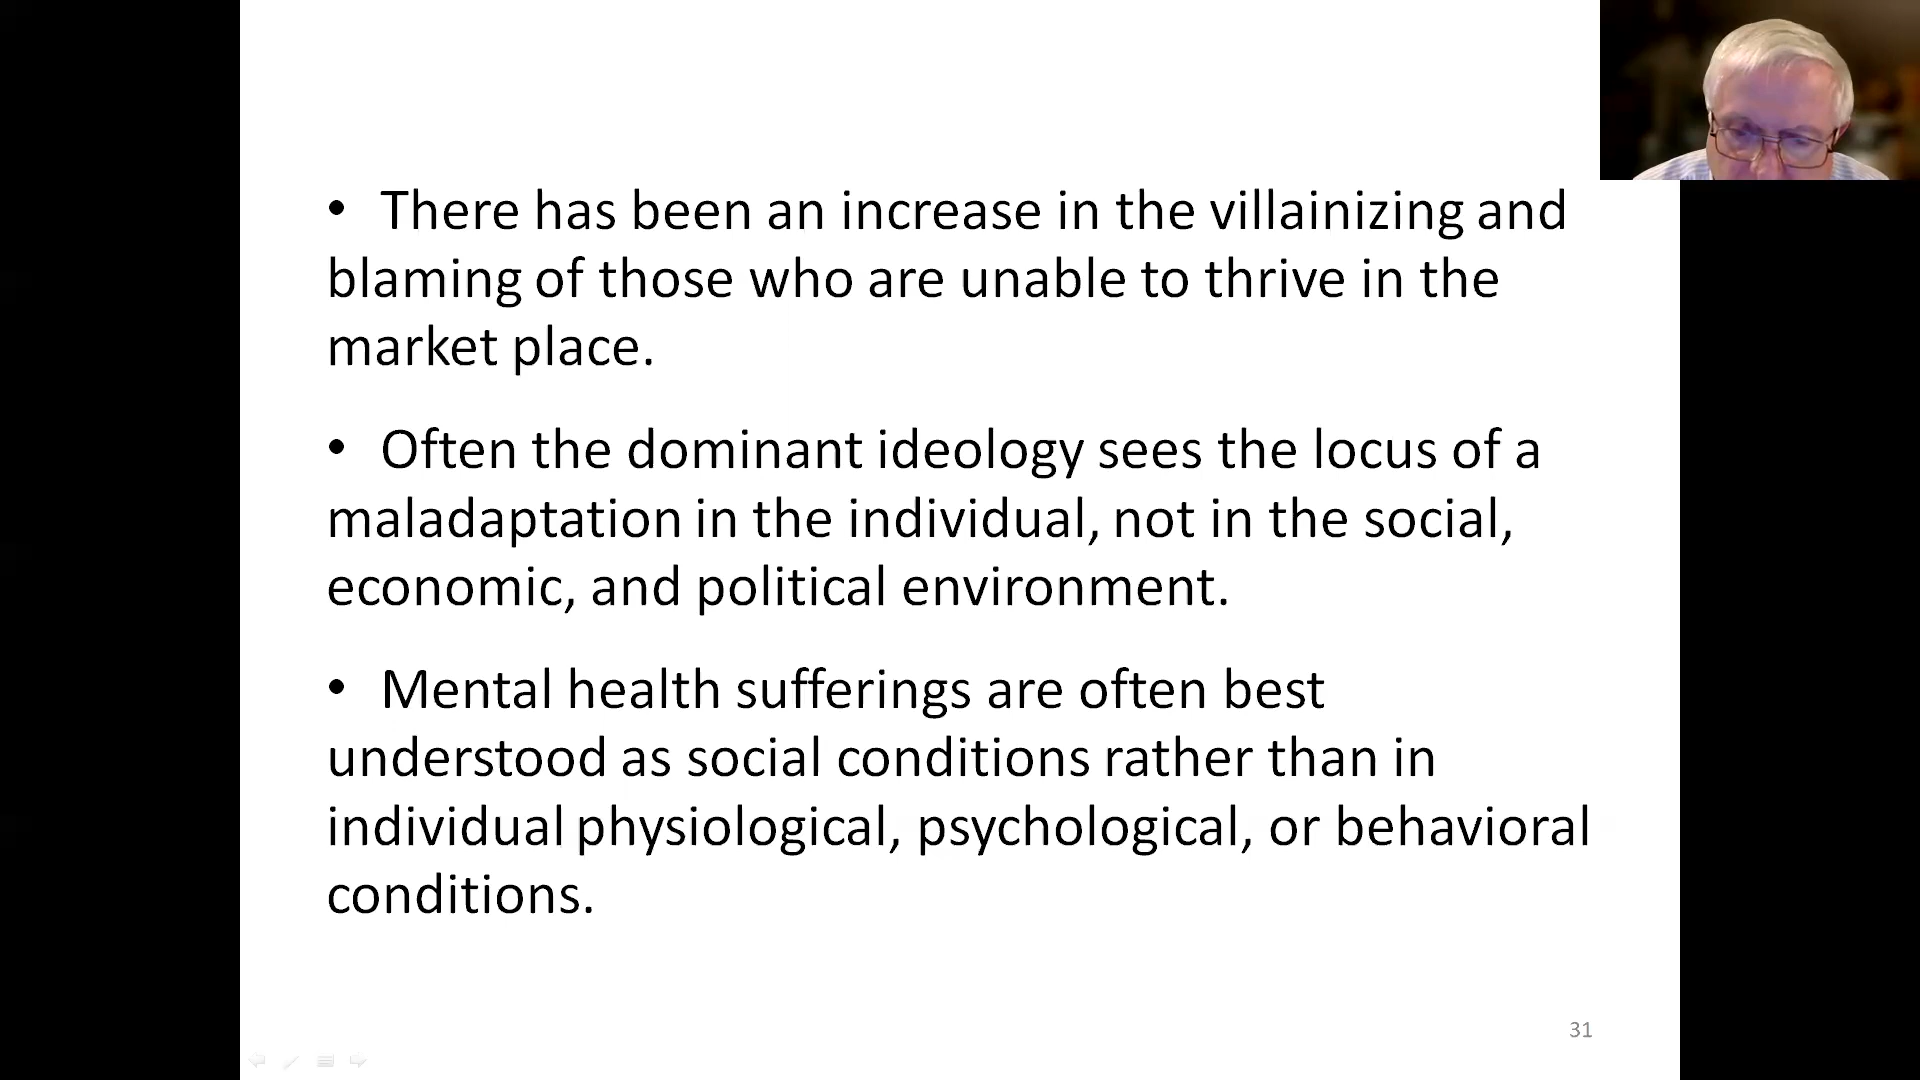 • There has been an increase in the villainizing and
blaming of those who are unable to thrive in the
market place.
• Often the dominant ideology sees the locus of a
maladaptation in the individual, not in the social,
economic, and political environment.
• Mental health sufferings are often best
understood as social conditions rather than in
individual physiological, psychological, or behavioral
conditions.
31